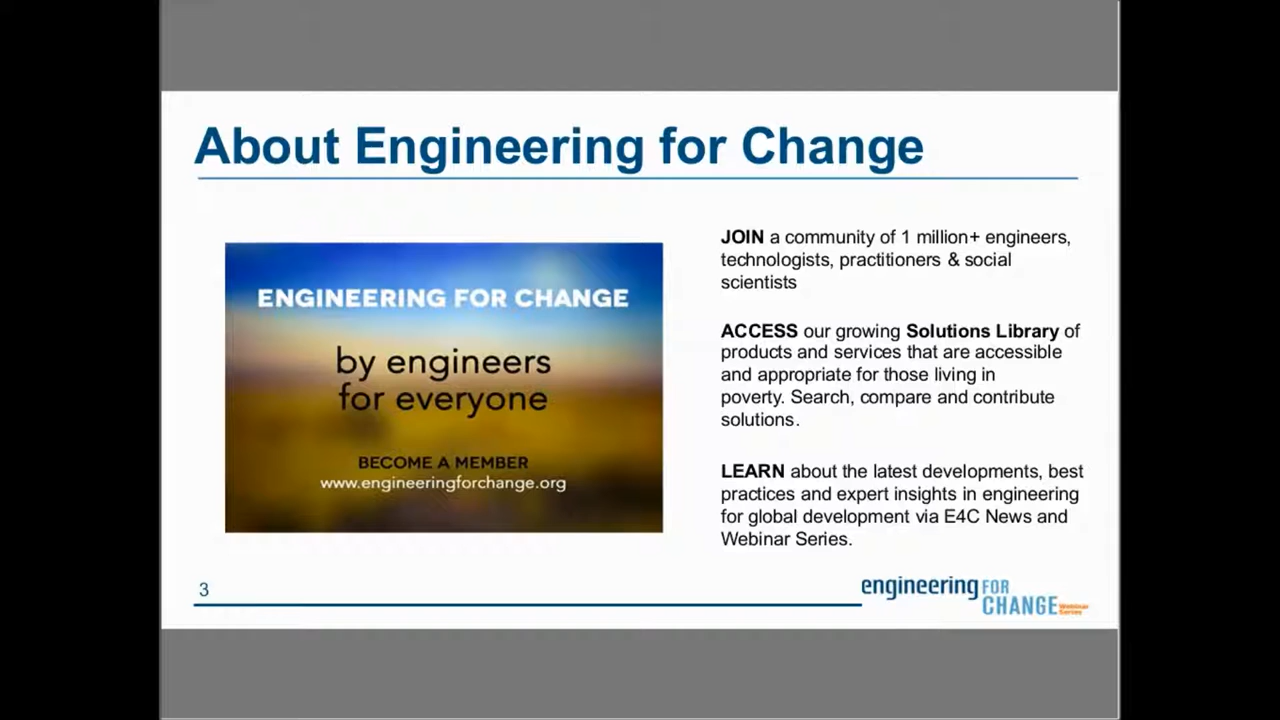 About Engineering for Change
ENGINEERING FOR CHANGE
by engineers
for everyone
BECOME A MEMBER
www.engineeringforchange.org
JOIN a community of 1 million+ engineers,
technologists, practitioners & social
scientists
ACCESS our growing Solutions Library of
products and services that are accessible
and appropriate for those living in
poverty. Search, compare and contribute
solutions.
LEARN about the latest developments, best
practices and expert insights in engineering
for global development via E4C News and
Webinar Series.
3
engineering FOR
CHANGE Webinar
Series